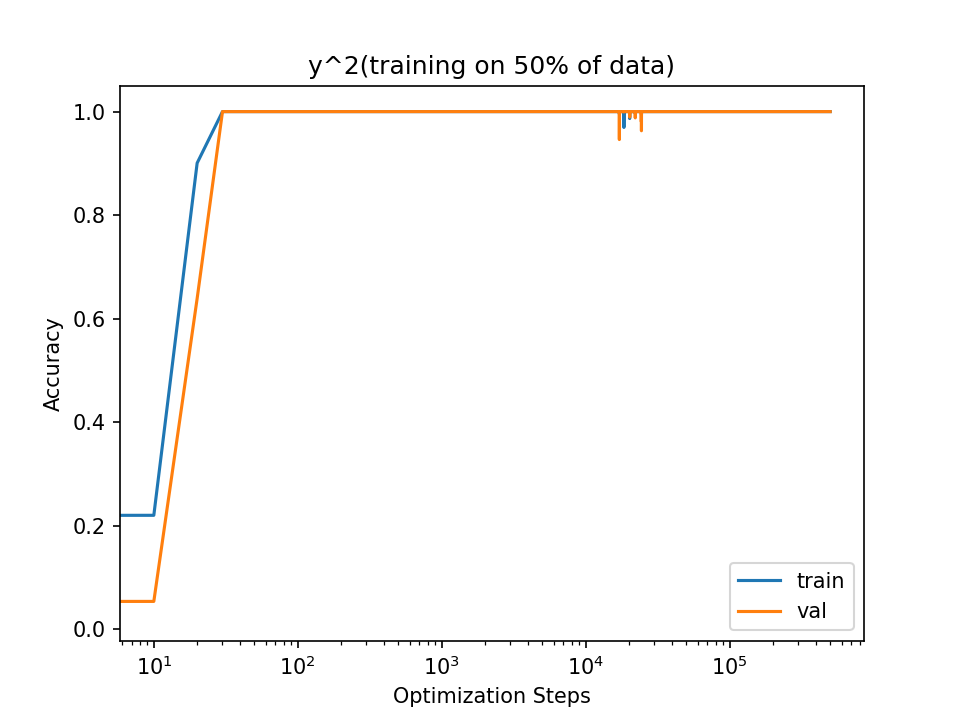 y^2(training on 50% of data)
1.0
0.8
0.6
0.4
0.2
0.0
Accuracy
train
val
10^1 10^2 10^3 10^4 10^5
Optimization Steps